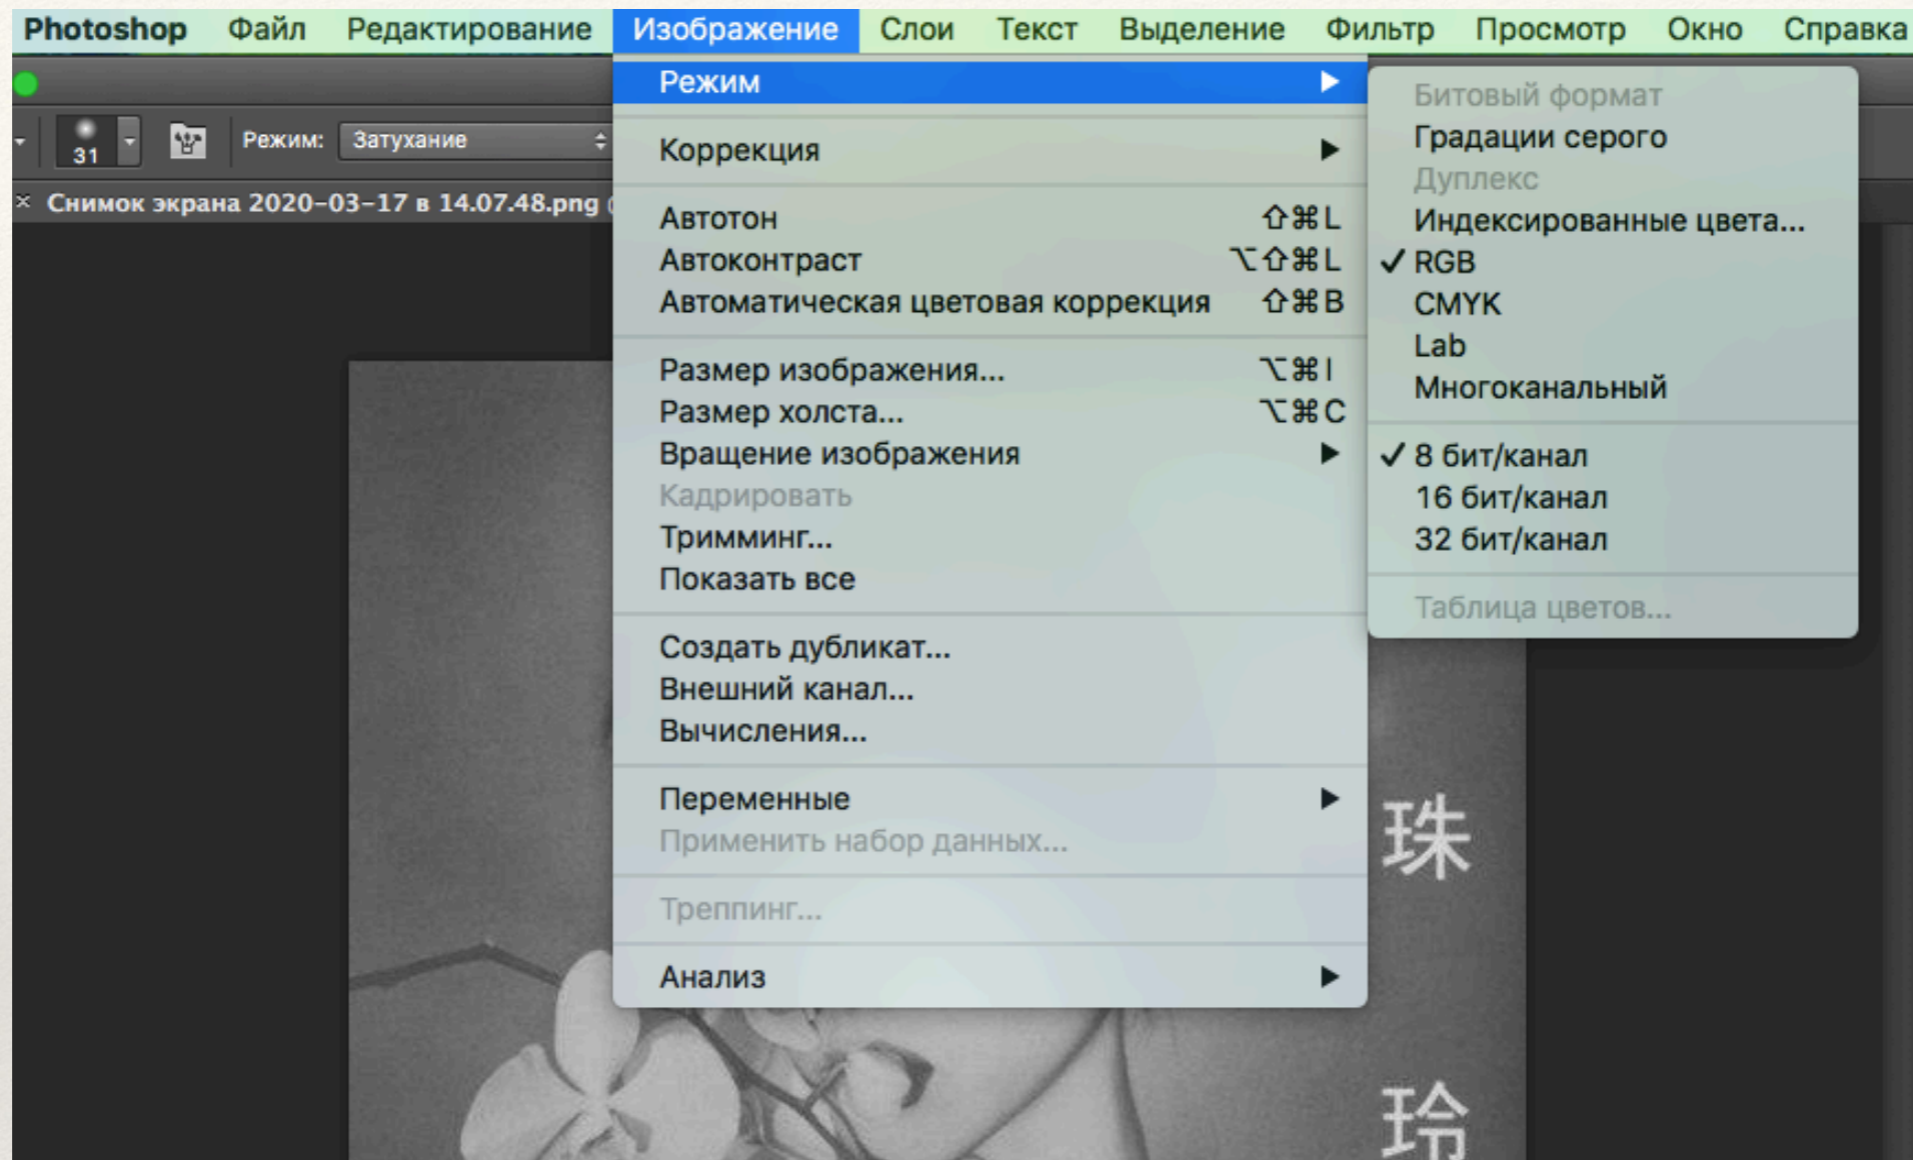 Photoshop Файл Редактирование Изображение Слои Текст Выделение Фильтр Просмотр Окно Справка
31 Режим: Затухание
× Снимок экрана 2020-03-17 в 14.07.48.png (
Режим ▶
Коррекция ▶
Автотон ⇧⌘L
Автоконтраст ⌥⇧⌘L
Автоматическая цветовая коррекция ⇧⌘B
Размер изображения... ⌥⌘I
Размер холста... ⌥⌘C
Вращение изображения ▶
Кадрировать
Тримминг...
Показать все
Создать дубликат...
Внешний канал...
Вычисления...
Переменные ▶
Применить набор данных...
Треппинг...
Анализ ▶
Битовый формат
Градации серого
Дуплекс
Индексированные цвета...
✓ RGB
CMYK
Lab
Многоканальный
✓ 8 бит/канал
16 бит/канал
32 бит/канал
Таблица цветов...
珠
玲